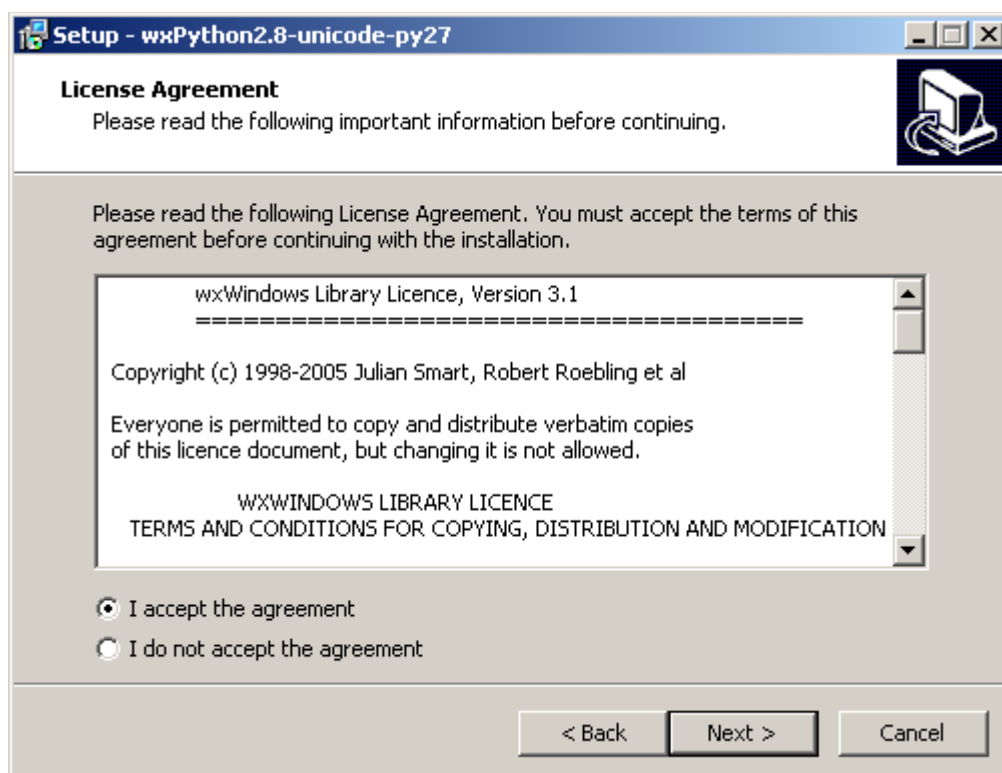 Setup - wxPython2.8-unicode-py27
License Agreement
Please read the following important information before continuing.
Please read the following License Agreement. You must accept the terms of this
agreement before continuing with the installation.
wxWindows Library Licence, Version 3.1
======================================
Copyright (c) 1998-2005 Julian Smart, Robert Roebling et al
Everyone is permitted to copy and distribute verbatim copies
of this licence document, but changing it is not allowed.
WXWINDOWS LIBRARY LICENCE
TERMS AND CONDITIONS FOR COPYING, DISTRIBUTION AND MODIFICATION
I accept the agreement
I do not accept the agreement
< Back Next > Cancel